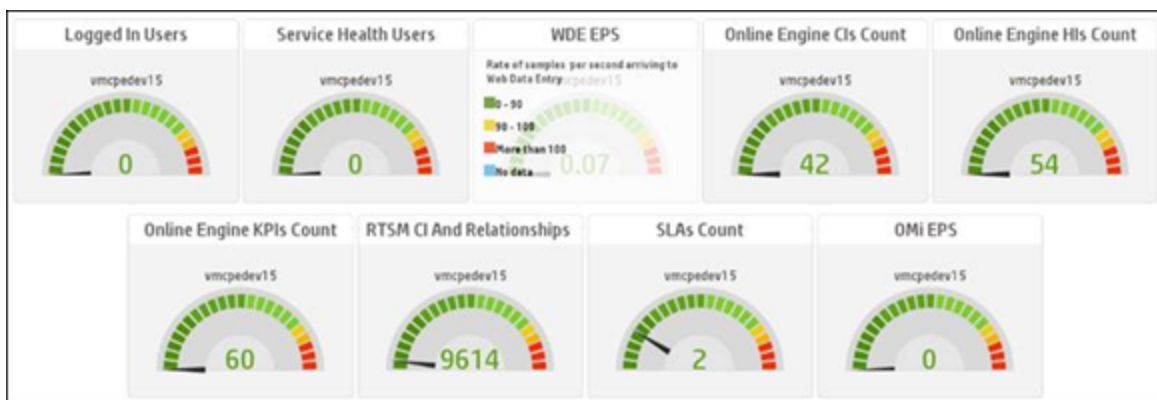 Logged In Users
vmcpedev15
0
Service Health Users
vmcpedev15
0
WDE EPS
Rate of samples per second arriving to
Web Data Entry
vmcpedev15
0 - 90
90 - 100
More than 100
No data
0.07
Online Engine CIs Count
vmcpedev15
42
Online Engine HIs Count
vmcpedev15
54
Online Engine KPIs Count
vmcpedev15
60
RTSM CI And Relationships
vmcpedev15
9614
SLAs Count
vmcpedev15
2
OMi EPS
vmcpedev15
0